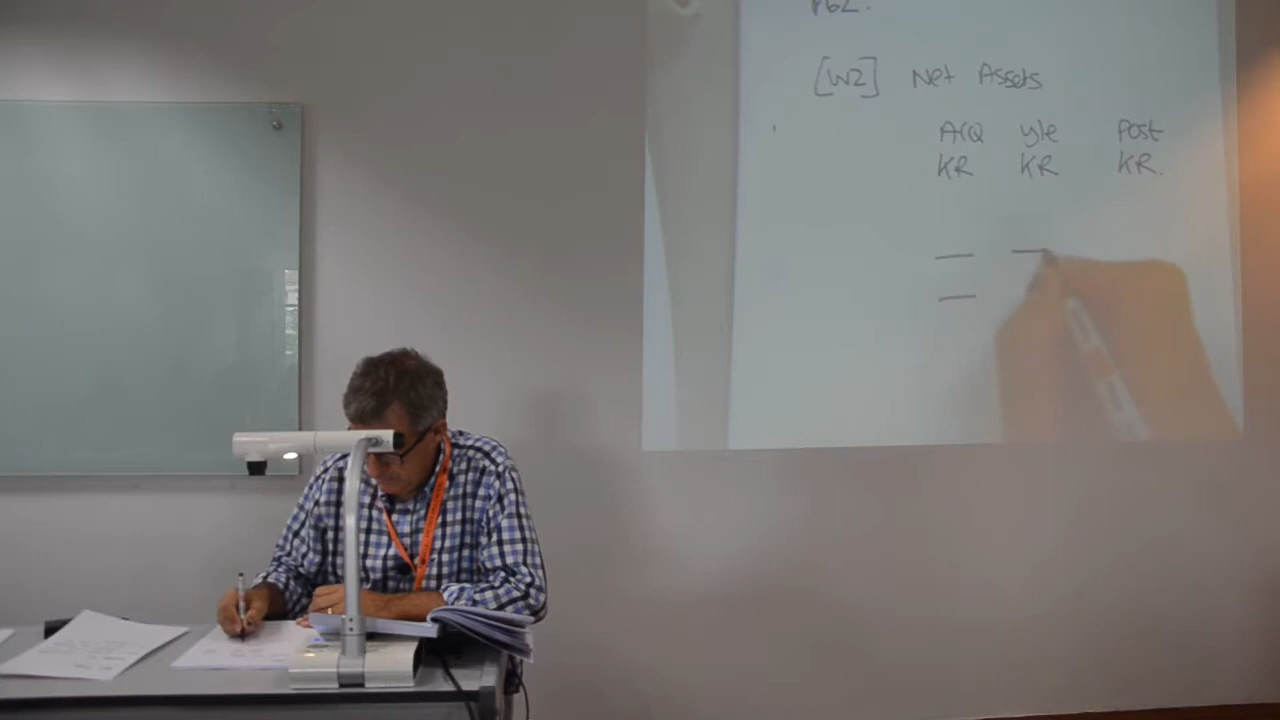 [W2] Net Assets
ACQ y/e Post
KR KR KR.